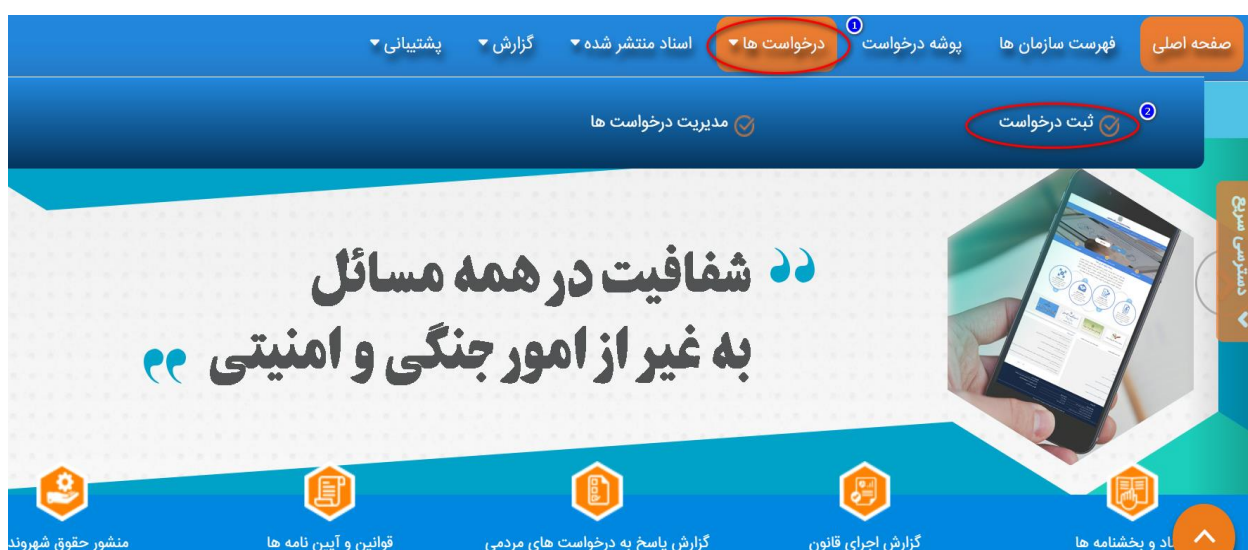 صفحه اصلی فهرست سازمان ها پوشه درخواست 1 درخواست ها اسناد منتشر شده گزارش پشتیبانی
2 ثبت درخواست مدیریت درخواست ها
دسترسی سریع
شفافیت در همه مسائل
به غیر از امور جنگی و امنیتی
و بخشنامه ها گزارش اجرای قانون گزارش پاسخ به درخواست های مردمی قوانین و آیین نامه ها منشور حقوق شهروند